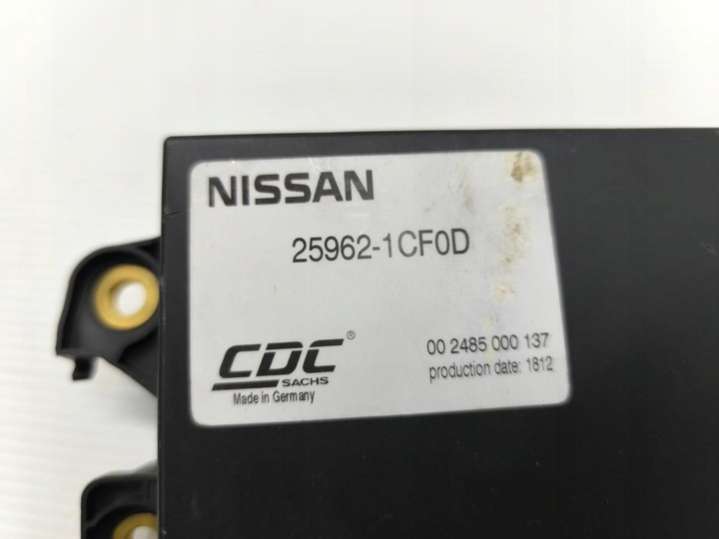 NISSAN
25962-1CF0D
CDC®
SACHS
Made in Germany
00 2485 000 137
production date: 1812